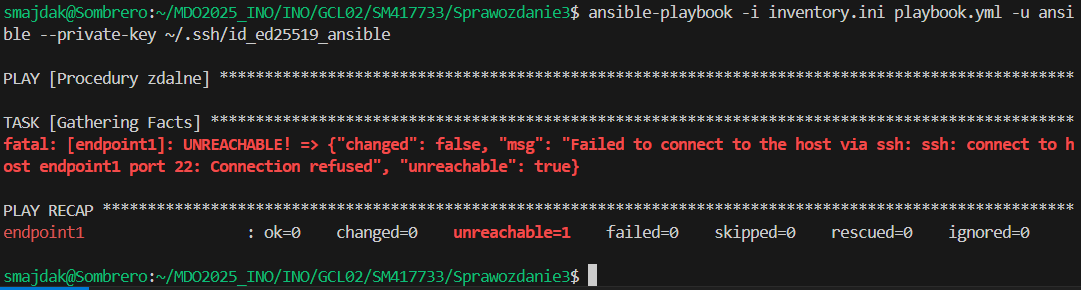 smajdak@Sombrero:~/MDO2025_INO/INO/GCL02/SM417733/Sprawozdanie3$ ansible-playbook -i inventory.ini playbook.yml -u ansi
ble --private-key ~/.ssh/id_ed25519_ansible
PLAY [Procedury zdalne] ***********************************************************************************************
TASK [Gathering Facts] ************************************************************************************************
fatal: [endpoint1]: UNREACHABLE! => {"changed": false, "msg": "Failed to connect to the host via ssh: ssh: connect to h
ost endpoint1 port 22: Connection refused", "unreachable": true}
PLAY RECAP ************************************************************************************************************
endpoint1                  : ok=0    changed=0    unreachable=1    failed=0    skipped=0    rescued=0    ignored=0
smajdak@Sombrero:~/MDO2025_INO/INO/GCL02/SM417733/Sprawozdanie3$